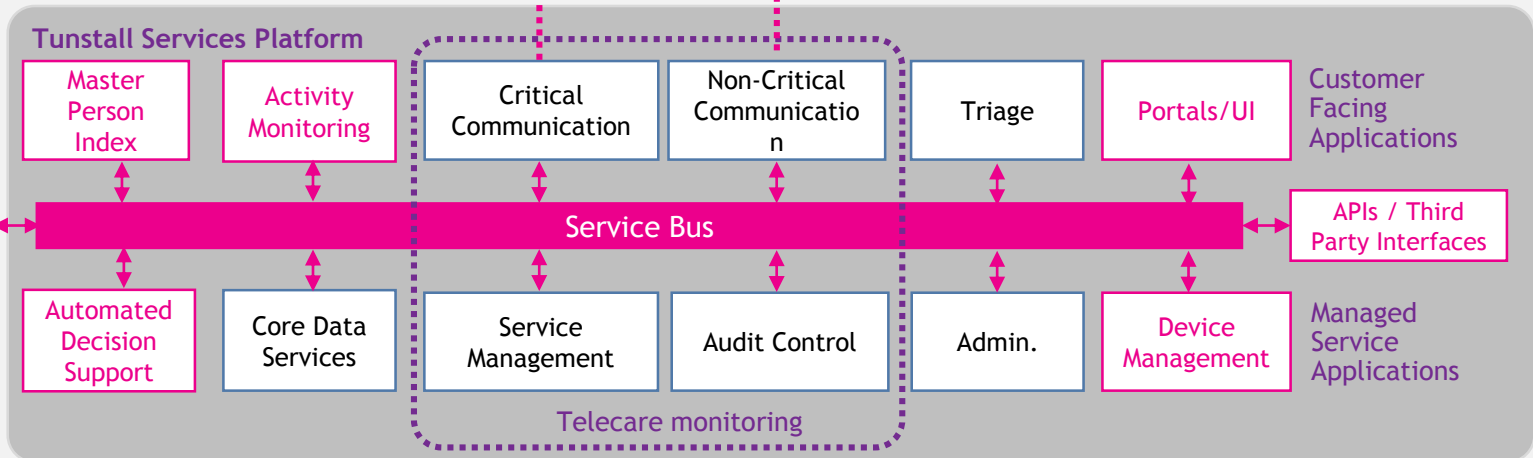 Tunstall Services Platform
Master
Person
Index
Activity
Monitoring
Critical
Communication
Non-Critical
Communicatio
n
Triage
Portals/UI
Customer
Facing
Applications
Service Bus
APIs / Third
Party Interfaces
Automated
Decision
Support
Core Data
Services
Service
Management
Audit Control
Admin.
Device
Management
Managed
Service
Applications
Telecare monitoring